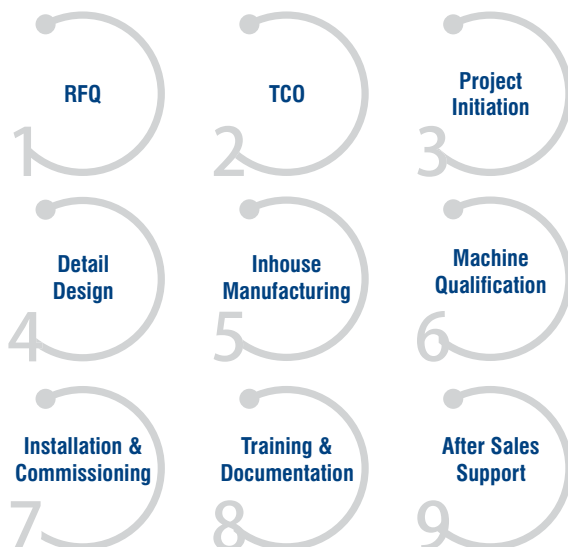 RFQ
1
TCO
2
Project
Initiation
3
Detail
Design
4
Inhouse
Manufacturing
5
Machine
Qualification
6
Installation &
Commissioning
7
Training &
Documentation
8
After Sales
Support
9